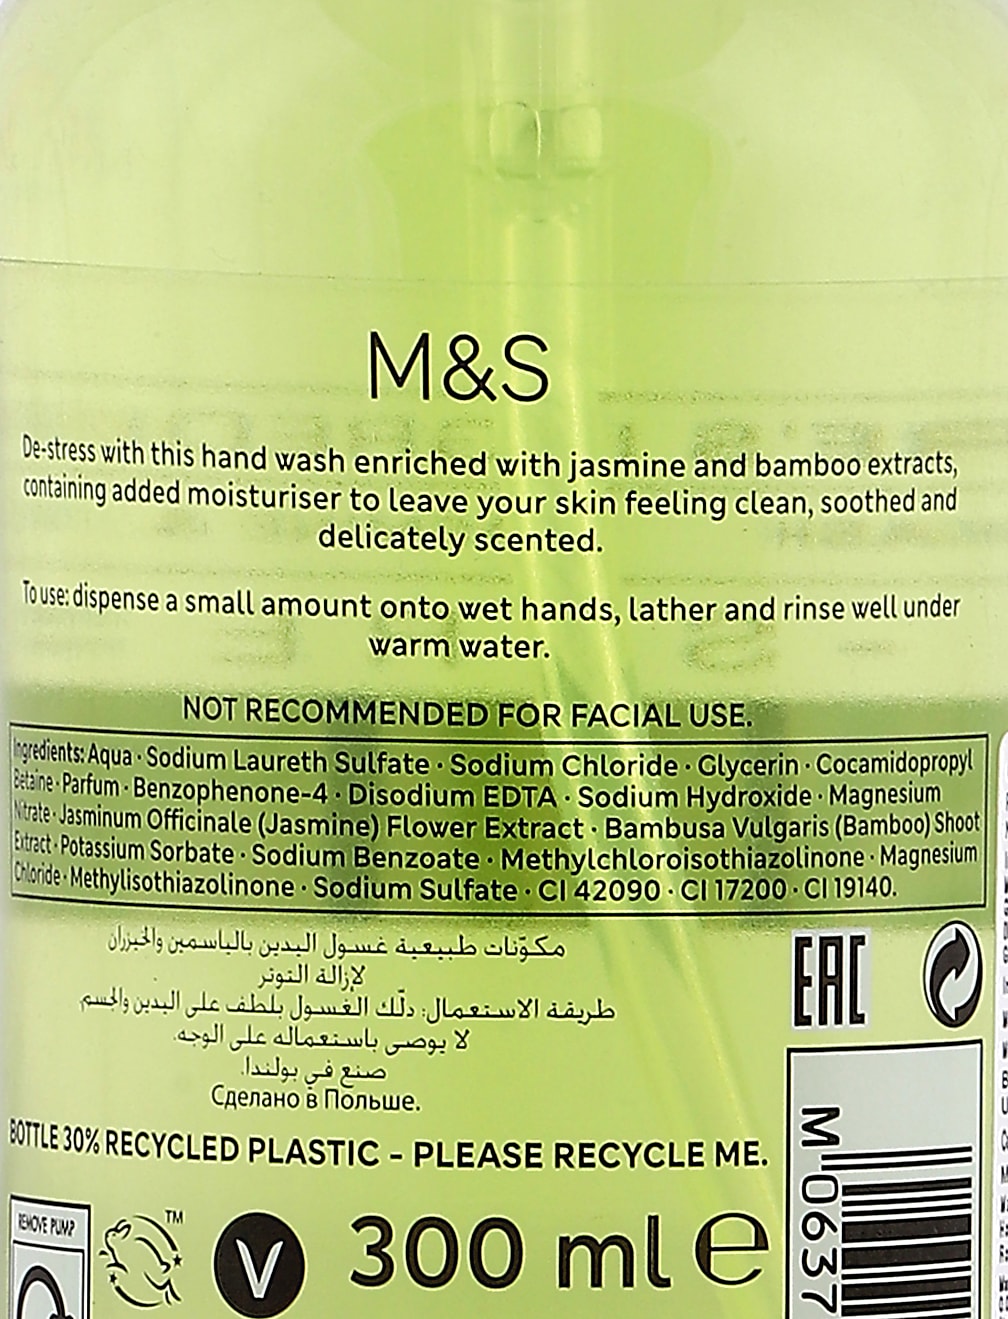 M&S
De-stress with this hand wash enriched with jasmine and bamboo extracts,
containing added moisturiser to leave your skin feeling clean, soothed and
delicately scented.
To use: dispense a small amount onto wet hands, lather and rinse well under
warm water.
NOT RECOMMENDED FOR FACIAL USE.
Ingredients: Aqua · Sodium Laureth Sulfate · Sodium Chloride · Glycerin · Cocamidopropyl
Betaine · Parfum · Benzophenone-4 · Disodium EDTA · Sodium Hydroxide · Magnesium
Nitrate · Jasminum Officinale (Jasmine) Flower Extract · Bambusa Vulgaris (Bamboo) Shoot
Extract · Potassium Sorbate · Sodium Benzoate · Methylchloroisothiazolinone · Magnesium
Chloride · Methylisothiazolinone · Sodium Sulfate · CI 42090 · CI 17200 · CI 19140.
مكوّنات طبيعية غسول اليدين بالياسمين والخيزران
لإزالة التوتر
طريقة الاستعمال: دلّك الغسول بلطف على اليدين والجسم
لا يوصى باستعماله على الوجه.
صنع في بولندا.
Сделано в Польше.
EAC
BOTTLE 30% RECYCLED PLASTIC - PLEASE RECYCLE ME.
REMOVE PUMP
TM
V
300 ml e
M 0637